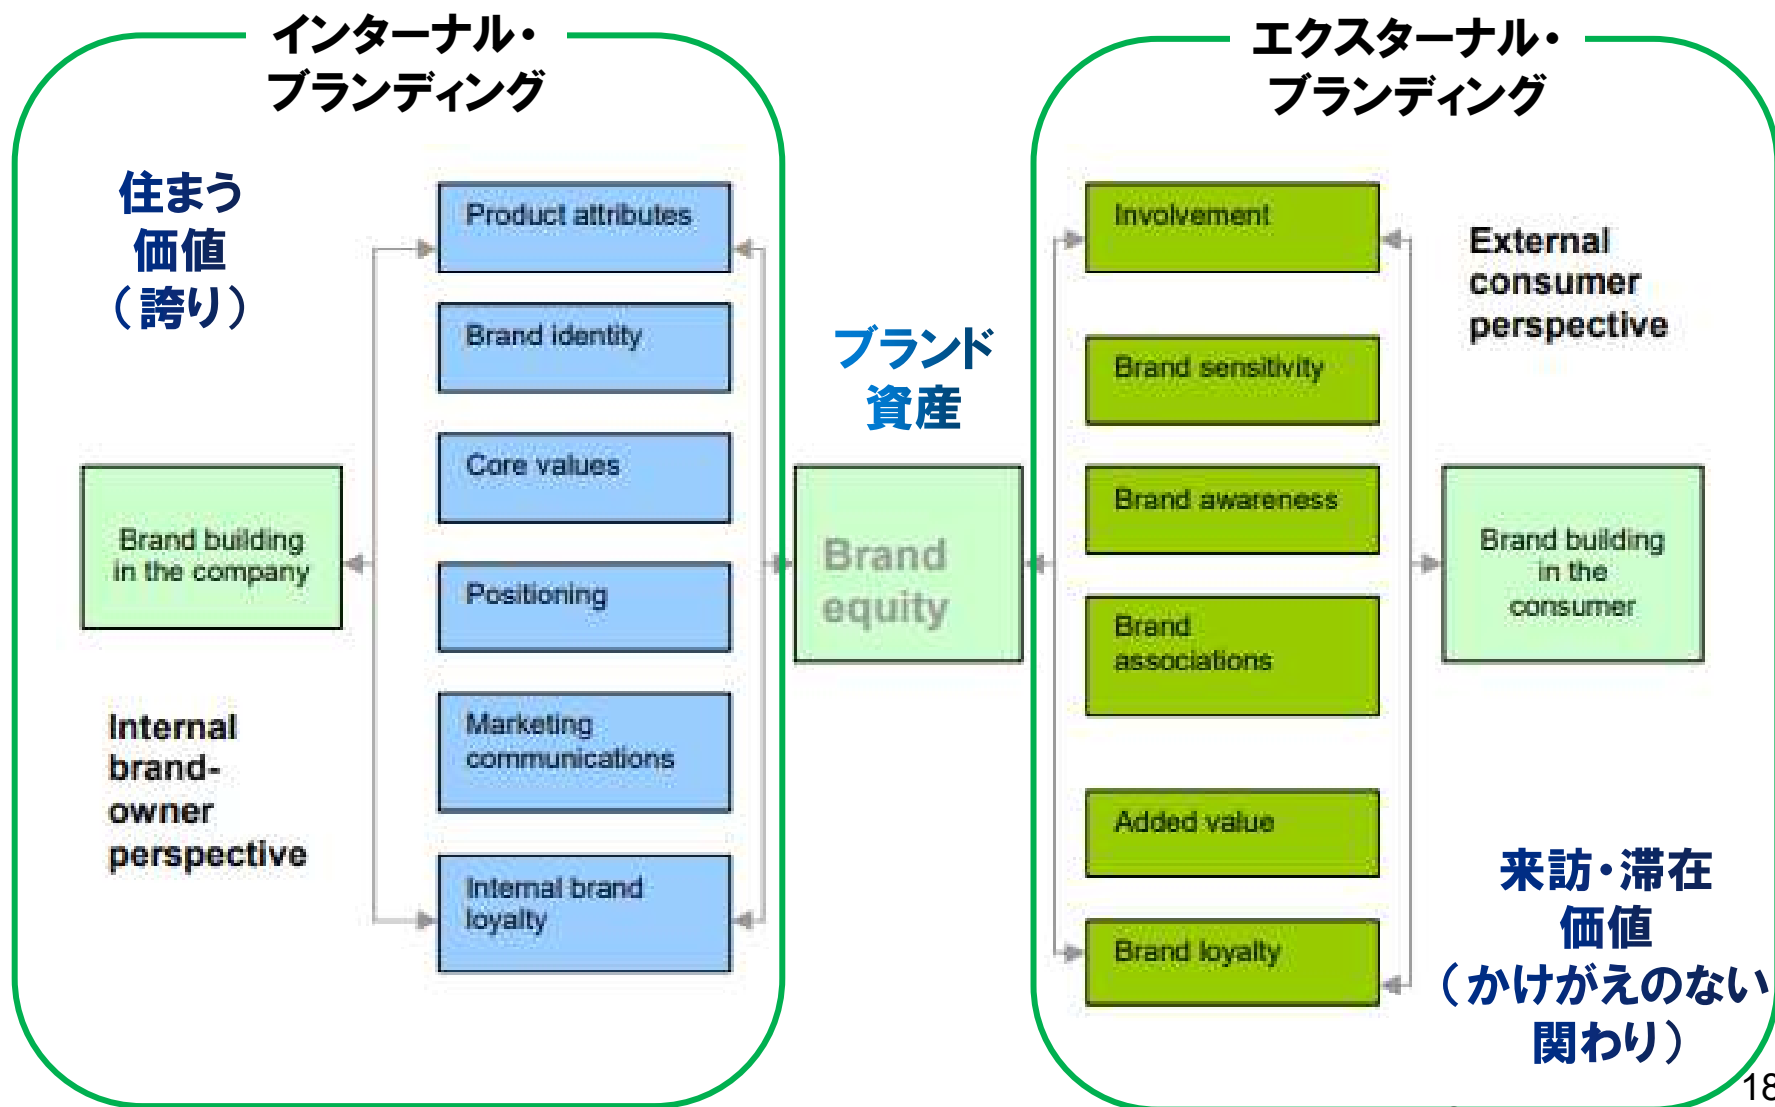 インターナル・
ブランディング
住まう
価値
（誇り）
Product attributes
Brand identity
Core values
Positioning
Marketing
communications
Internal brand
loyalty
Brand building
in the company
Internal
brand-
owner
perspective
ブランド
資産
Brand
equity
エクスターナル・
ブランディング
Involvement
Brand sensitivity
Brand awareness
Brand
associations
Added value
Brand loyalty
External
consumer
perspective
Brand building
in the
consumer
来訪・滞在
価値
（かけがえのない
関わり）
18